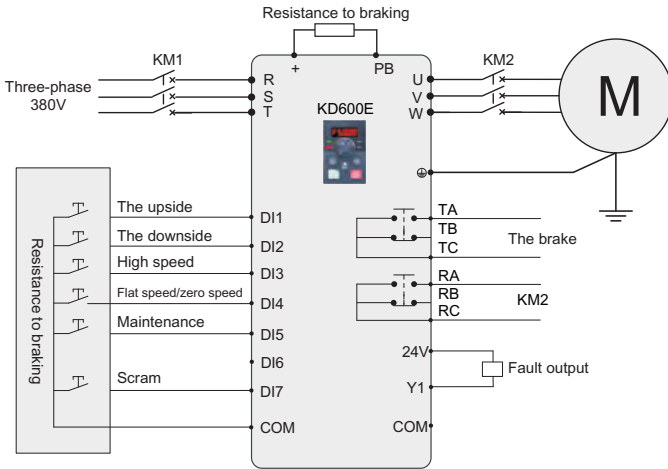 Resistance to braking
KM1
+
PB
KM2
Three-phase
380V
R
S
T
U
V
W
KD600E
M
The upside
DI1
The downside
DI2
High speed
DI3
Flat speed/zero speed
DI4
Maintenance
DI5
DI6
Scram
DI7
COM
Resistance to braking
TA
TB
TC
The brake
RA
RB
RC
KM2
24V
Y1
Fault output
COM